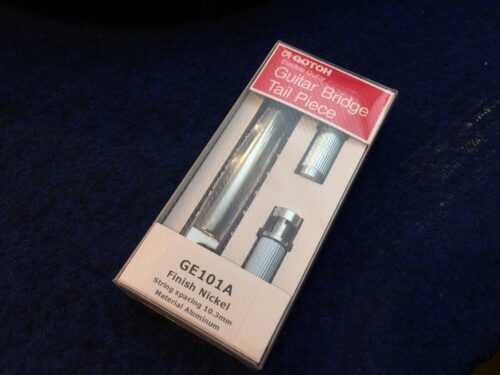 GOTOH
Electric Guitar
Guitar Bridge
Tail Piece
GE101A
Finish Nickel
String spacing 10.3mm
Material Aluminum